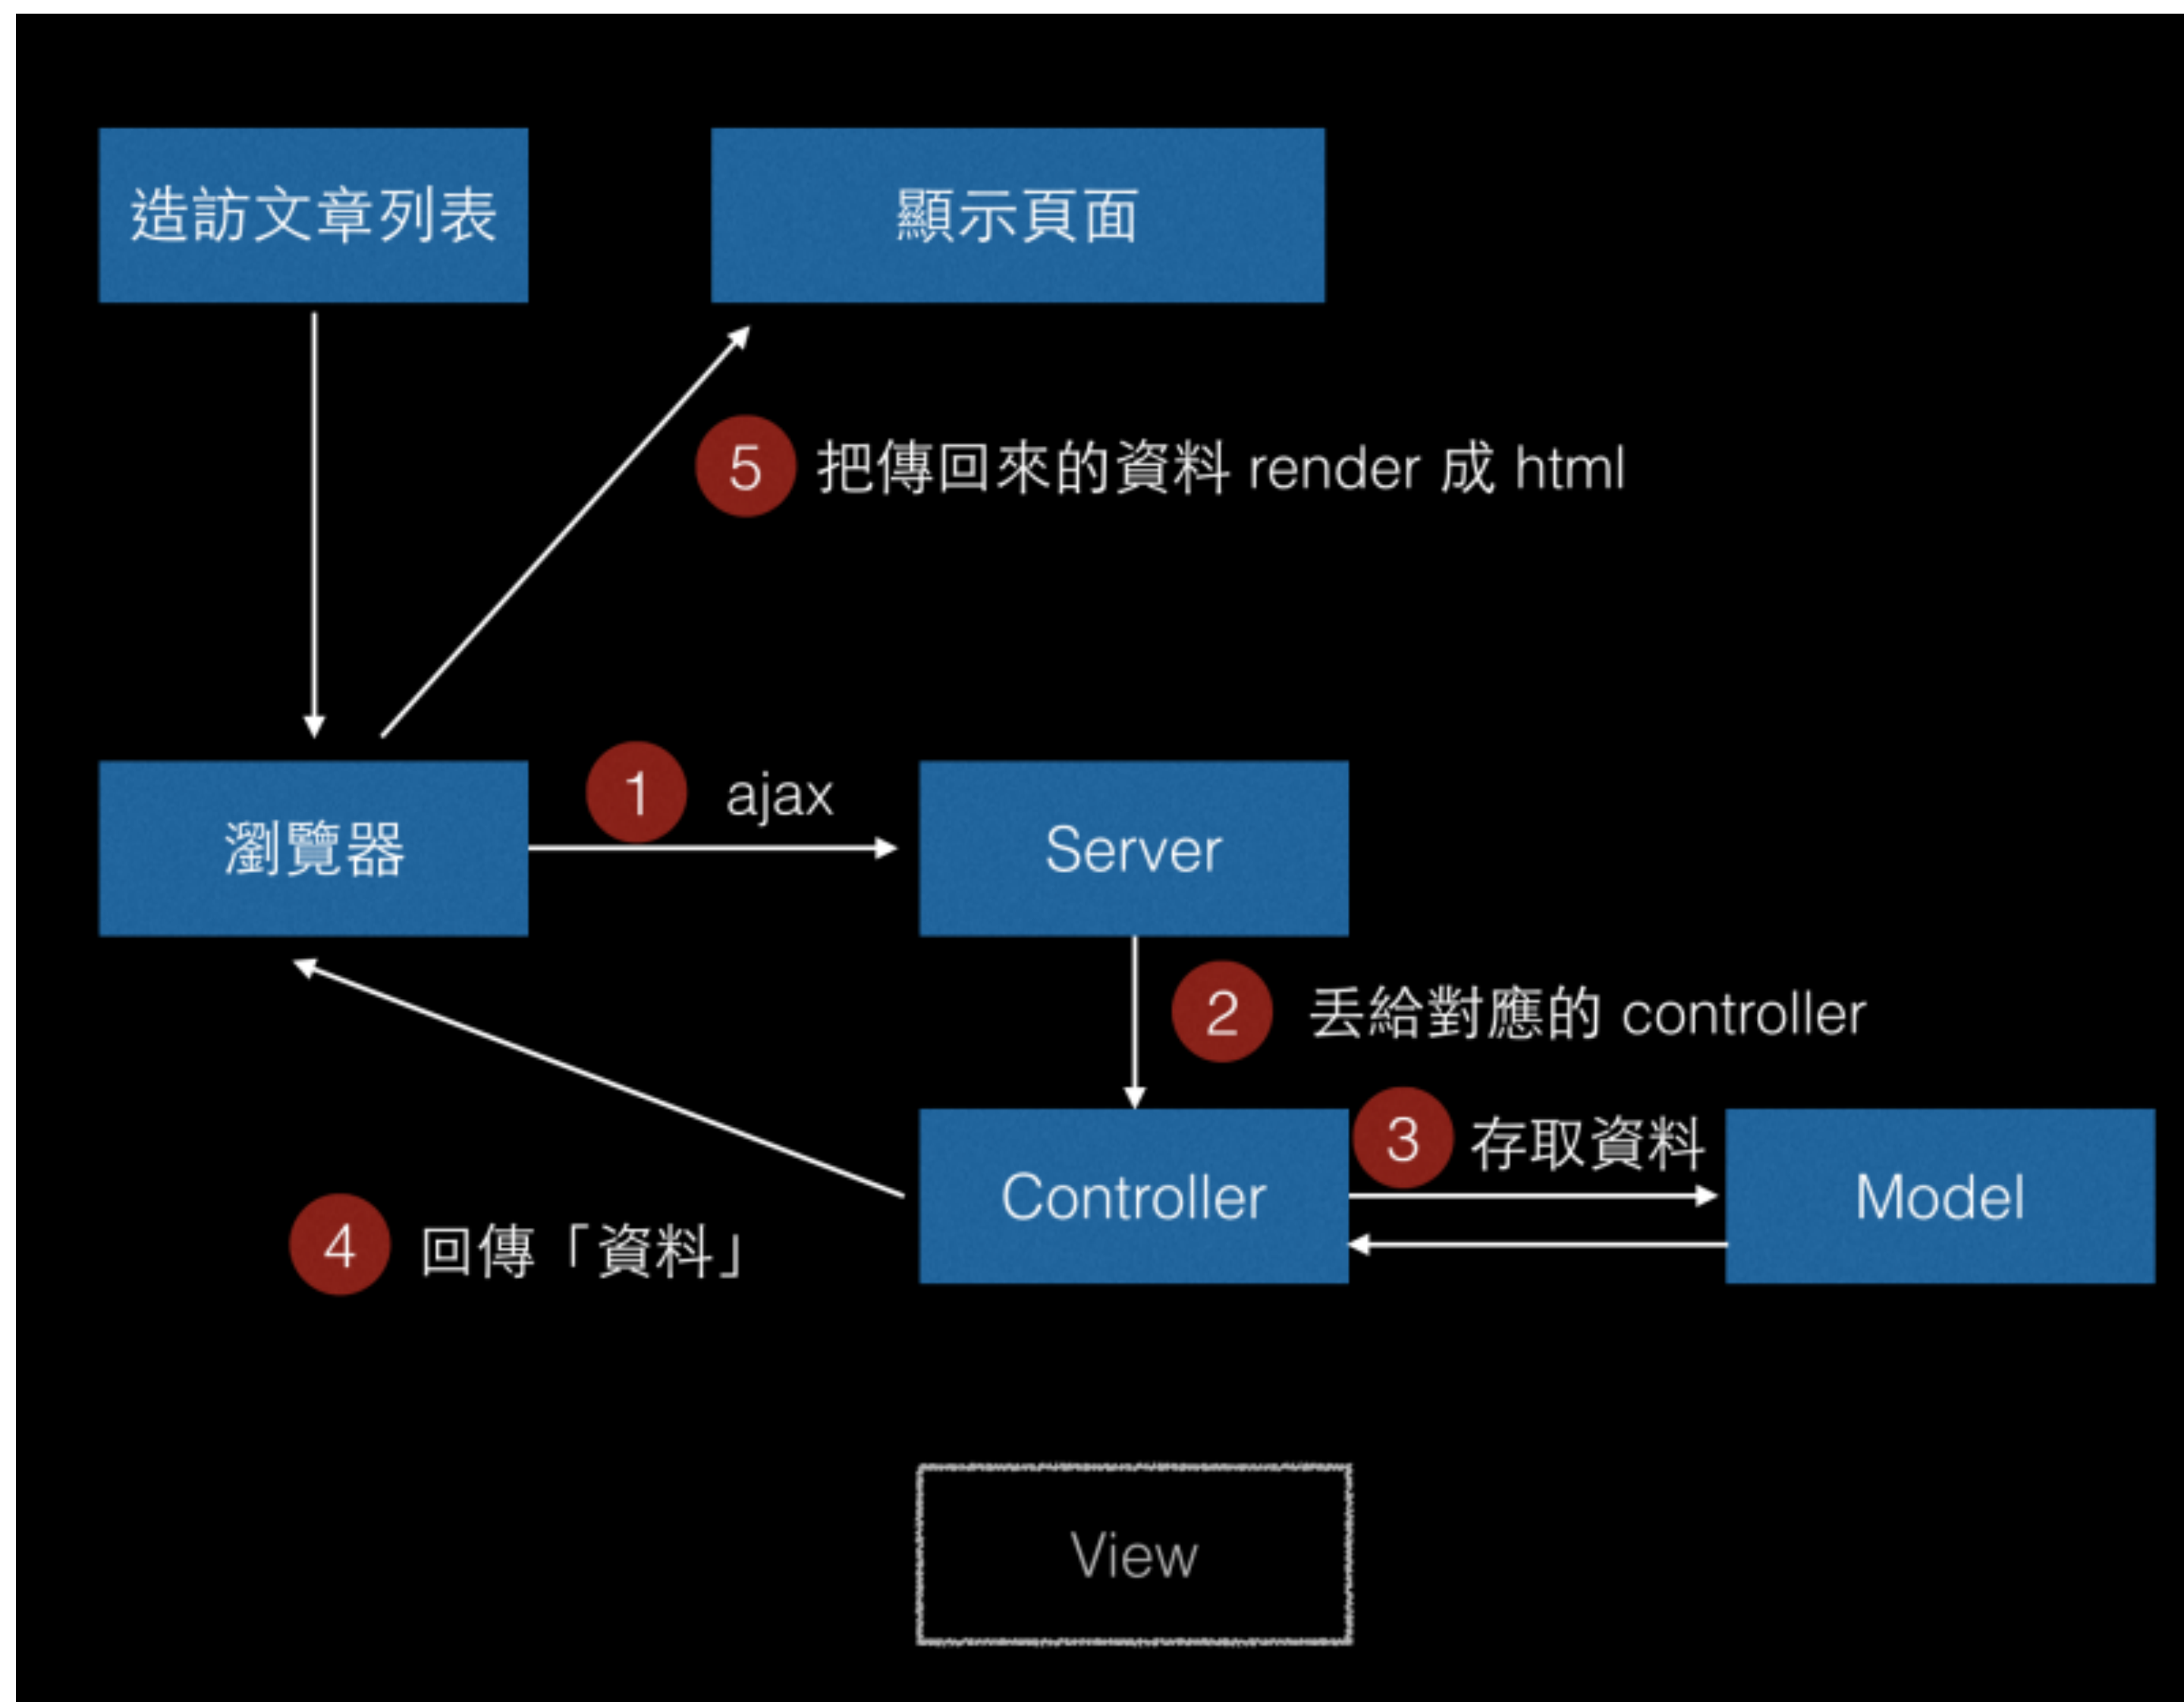 造訪文章列表
顯示頁面
5 把傳回來的資料 render 成 html
1 ajax
瀏覽器
Server
2 丟給對應的 controller
3 存取資料
Controller
Model
4 回傳「資料」
View